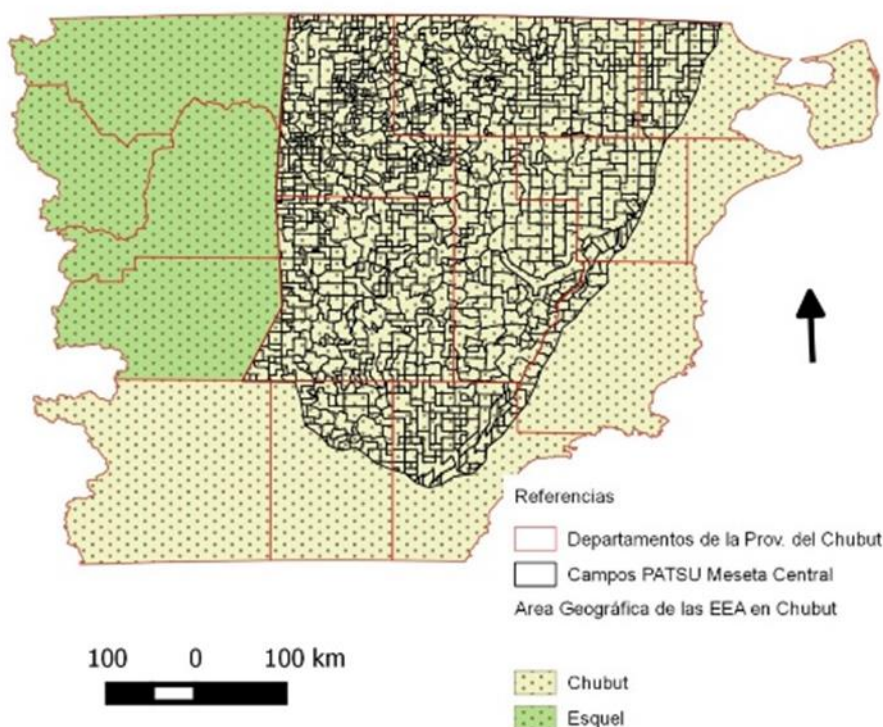 Referencias
Departamentos de la Prov. del Chubut
Campos PATSU Meseta Central
Area Geográfica de las EEA en Chubut
100 0 100 km
Chubut
Esquel